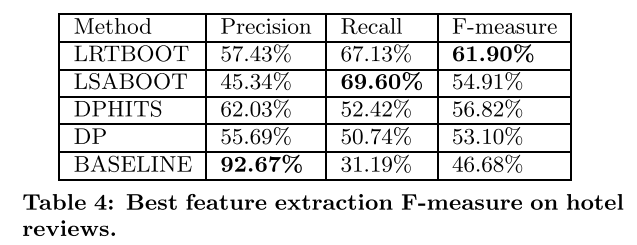 Method Precision Recall F-measure
LRTBOOT 57.43% 67.13% 61.90%
LSABOOT 45.34% 69.60% 54.91%
DPHITS 62.03% 52.42% 56.82%
DP 55.69% 50.74% 53.10%
BASELINE 92.67% 31.19% 46.68%
Table 4: Best feature extraction F-measure on hotel
reviews.